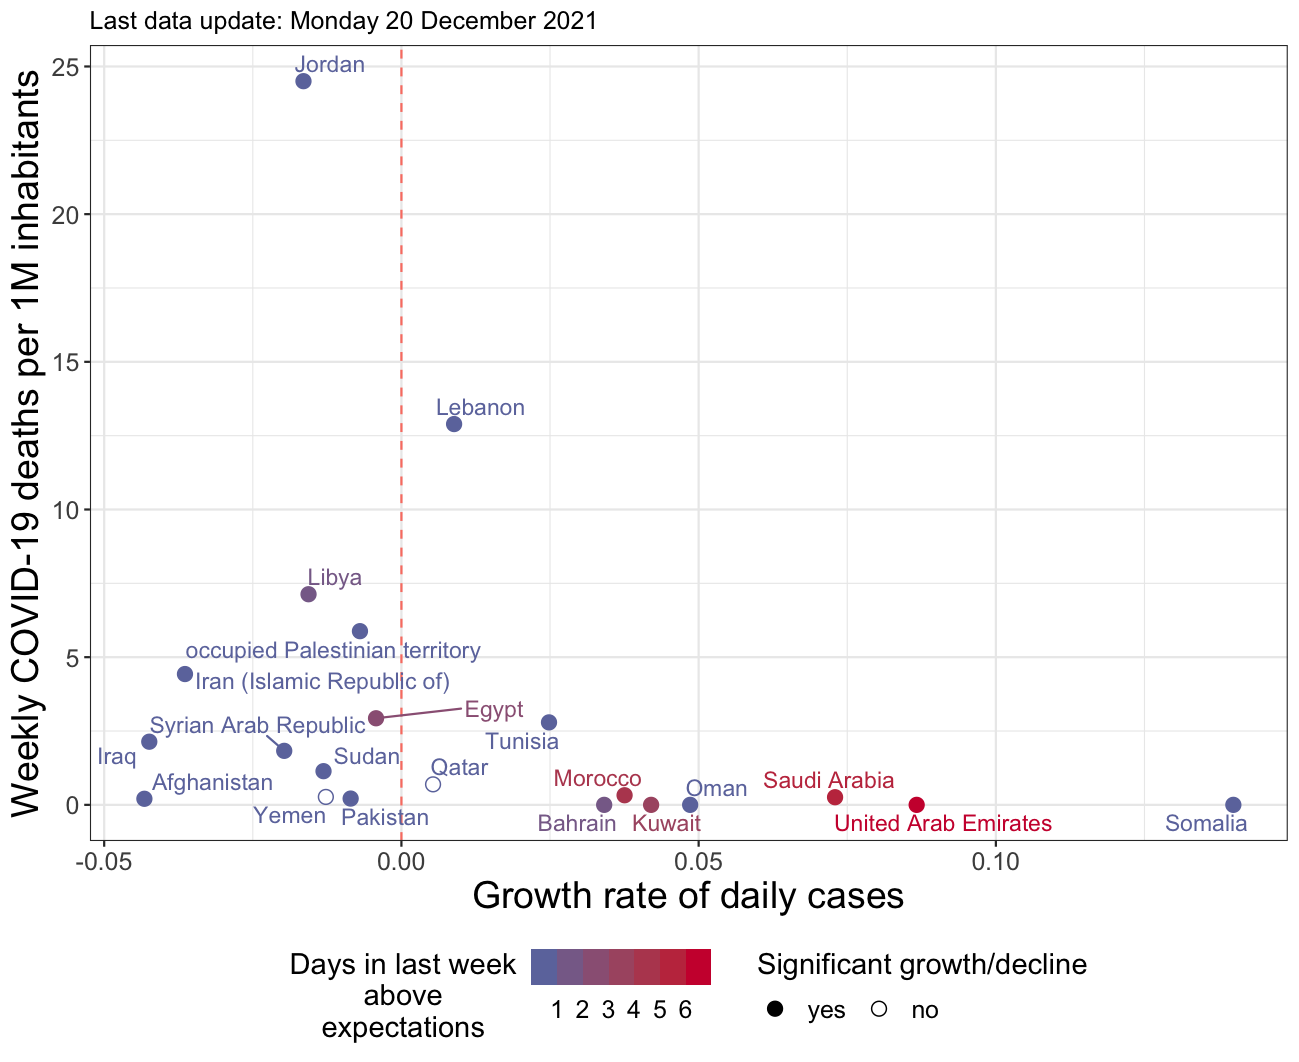 Last data update: Monday 20 December 2021
Weekly COVID-19 deaths per 1M inhabitants
25
20
15
10
5
0
Jordan
Lebanon
Libya
occupied Palestinian territory
Iran (Islamic Republic of)
Egypt
Syrian Arab Republic
Tunisia
Iraq
Sudan
Qatar
Afghanistan
Morocco
Saudi Arabia
Oman
Yemen
Pakistan
Bahrain
Kuwait
United Arab Emirates
Somalia
-0.05
0.00
0.05
0.10
Growth rate of daily cases
Days in last week
above
expectations
1 2 3 4 5 6
Significant growth/decline
yes
no